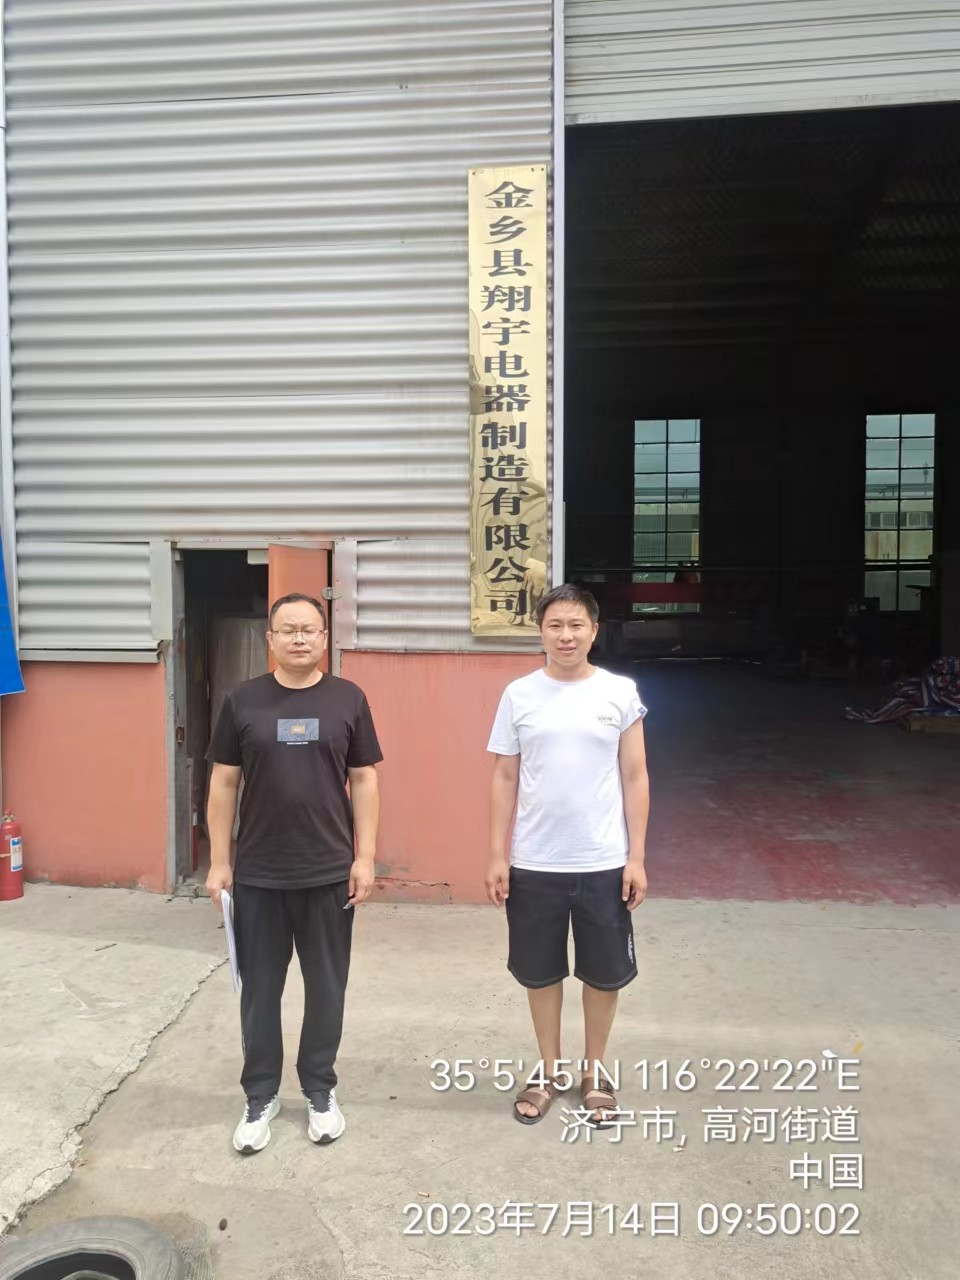 金乡县翔宇电器制造有限公司
35°5'45"N 116°22'22"E
济宁市, 高河街道
中国
2023年7月14日 09:50:02